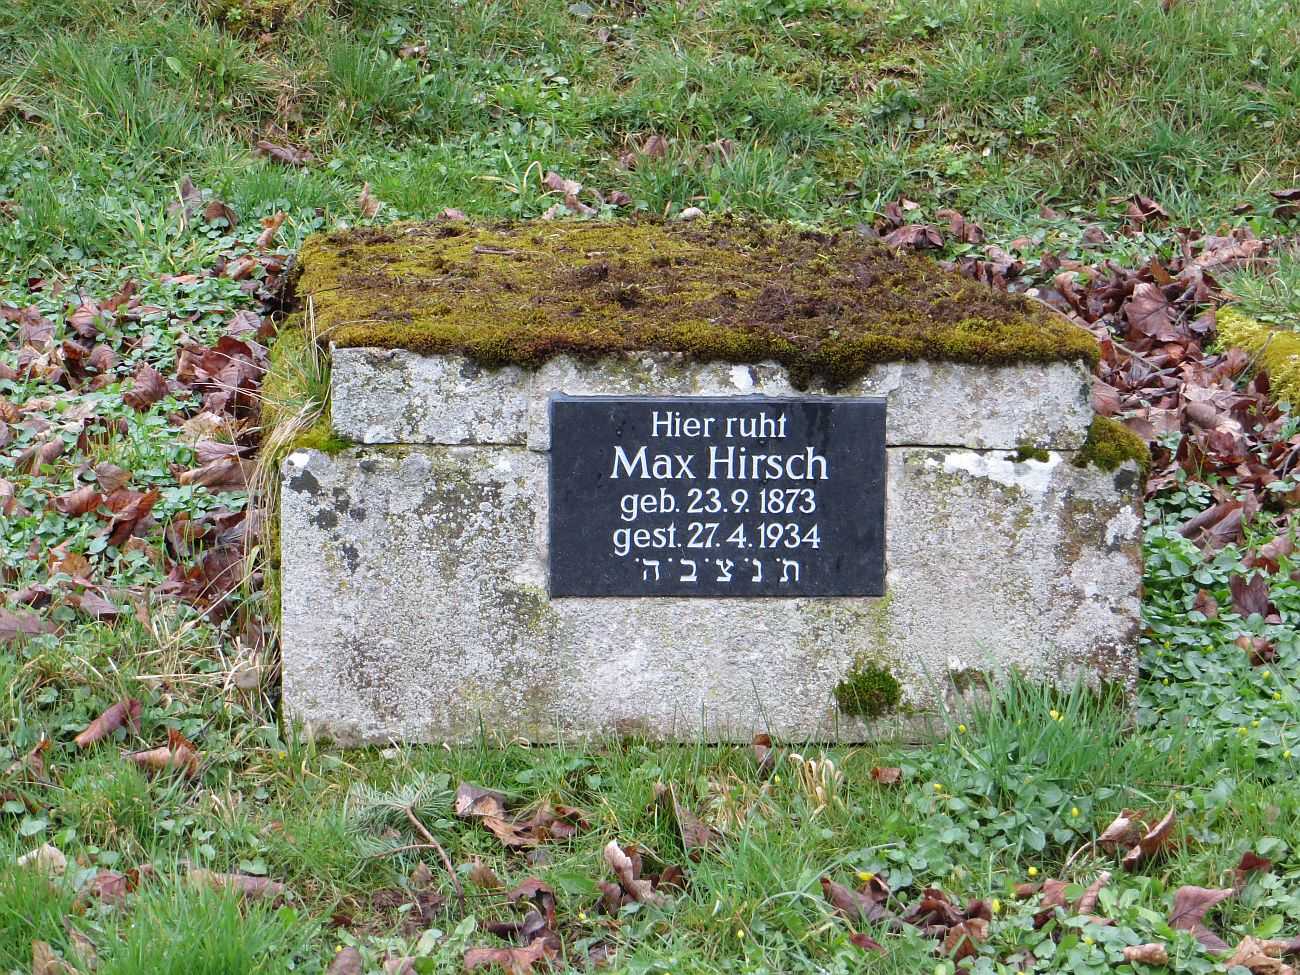 Hier ruht
Max Hirsch
geb. 23.9.1873
gest. 27.4.1934
ת˙נ˙צ˙ב˙ה˙